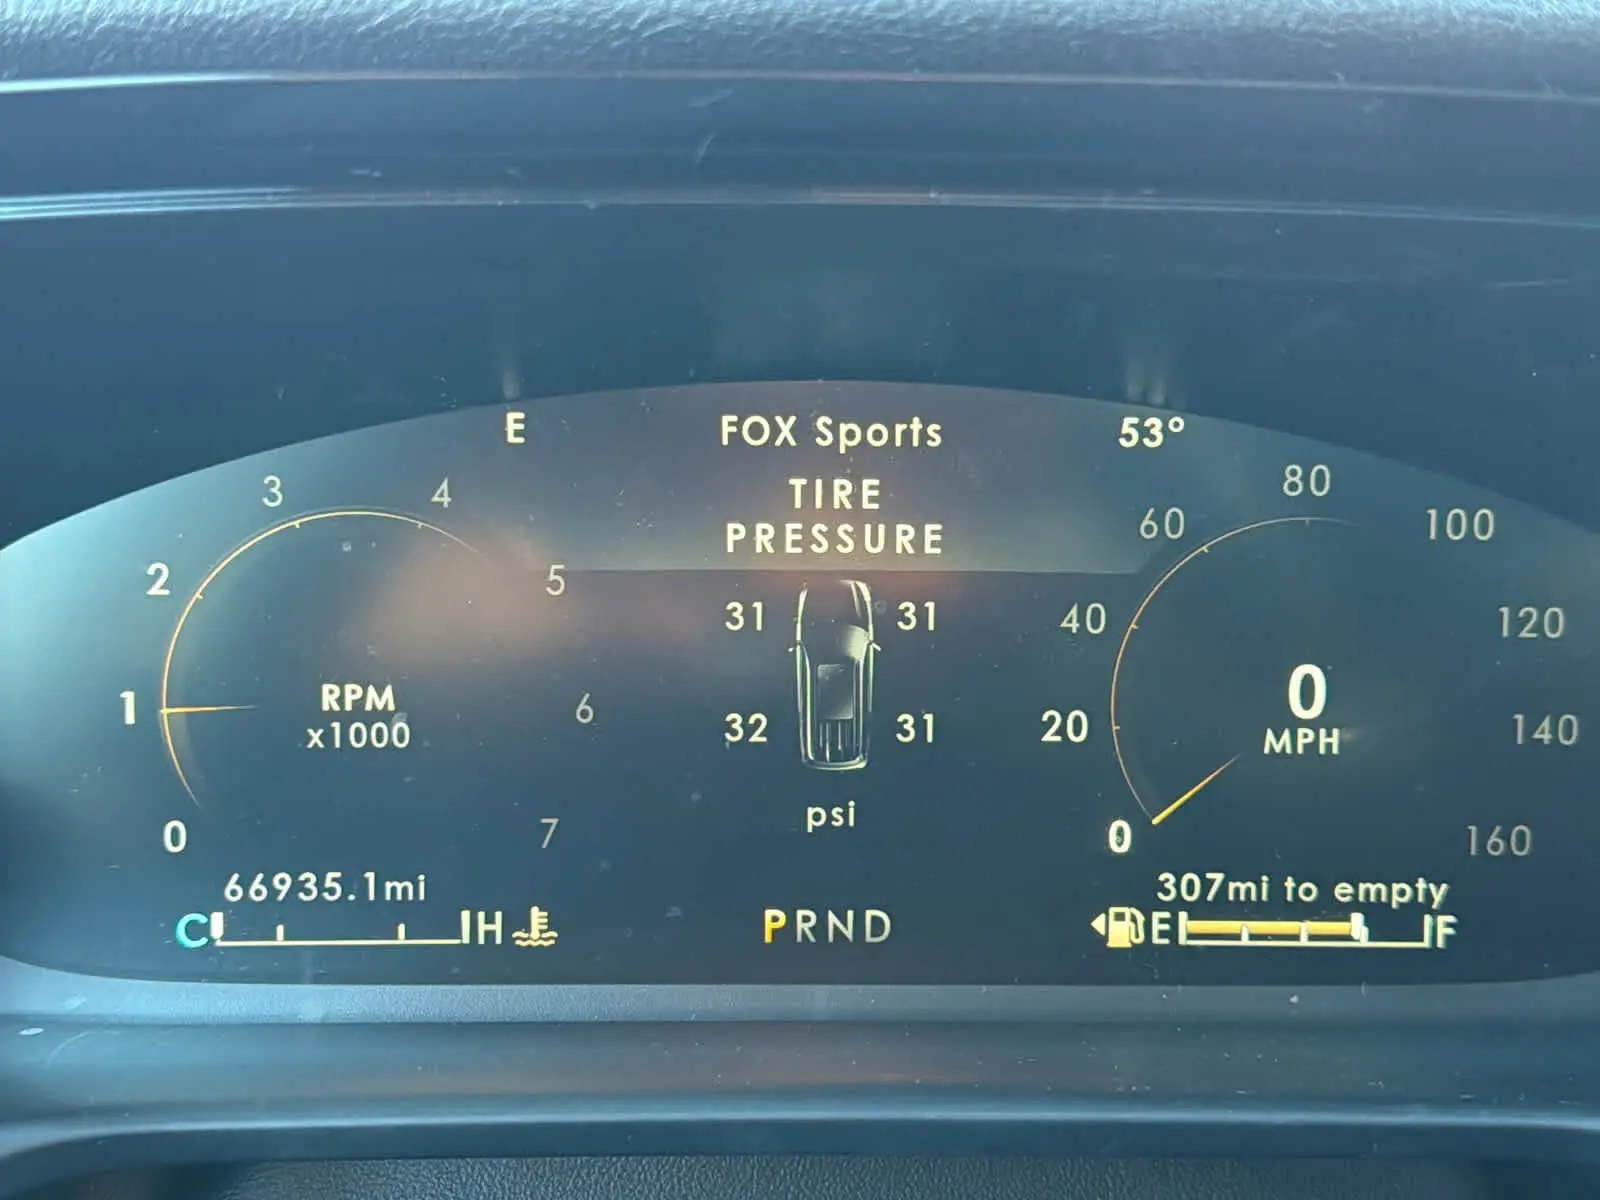 E
FOX Sports
53°
TIRE
PRESSURE
31 31
32 31
psi
0 1 2 3 4 5 6 7
RPM
x1000
0 20 40 60 80 100 120 140 160
0
MPH
66935.1mi
C H
PRND
307mi to empty
E F